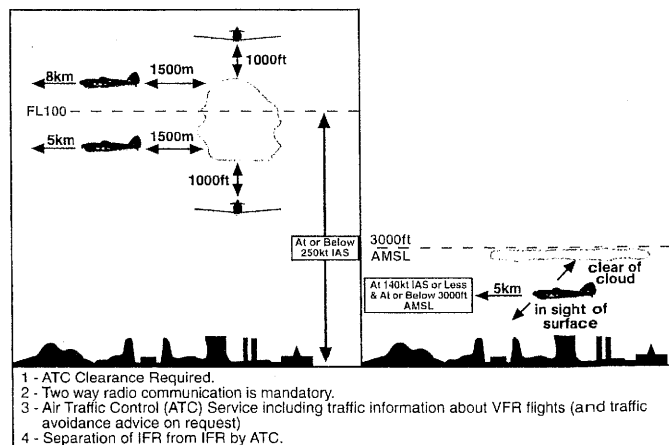 1000ft
8km
1500m
FL100
5km
1500m
1000ft
At or Below
250kt IAS
3000ft
AMSL
clear of
cloud
At 140kt IAS or Less
& At or Below 3000ft
AMSL
5km
in sight of
surface
1 - ATC Clearance Required.
2 - Two way radio communication is mandatory.
3 - Air Traffic Control (ATC) Service including traffic information about VFR flights (and traffic
avoidance advice on request)
4 - Separation of IFR from IFR by ATC.